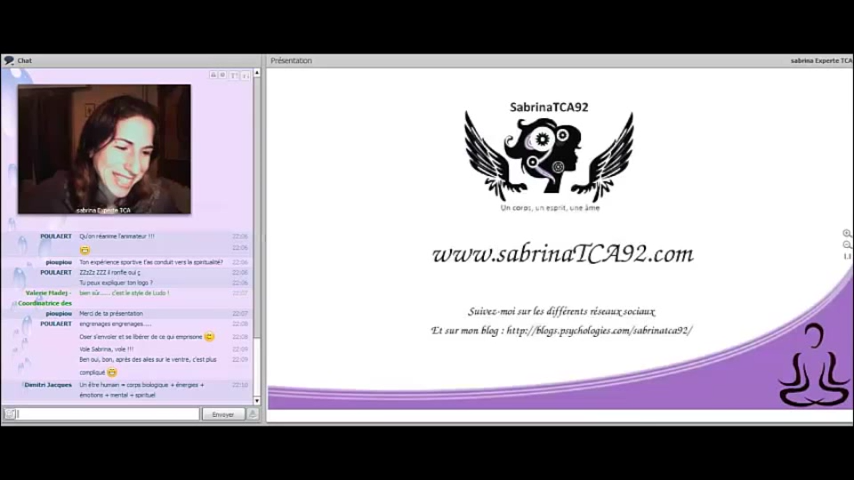 Chat
Présentation
sabrina Experte TCA
sabrina Experte TCA
POULAERT
Qu'on réanime l'animateur !!!
22:06
22:06
pioupiou
Ton expérience sportive t'as conduit vers la spiritualité?
22:06
POULAERT
ZZzZz ZZZ il ronfle oui ç
22:06
Tu peux expliquer ton logo ?
22:06
Valerie Madej -
bien sûr...... c'est le style de Ludo !
22:07
Coordinatrice des
pioupiou
Merci de ta présentation
22:07
POULAERT
engrenages engrenages....
22:08
Oser s'envoler et se libérer de ce qui emprisonne
22:08
Vole Sabrina, vole !!!
22:09
Ben oui, bon, après des ailes sur le ventre, c'est plus
22:09
compliqué
Dimitri Jacques
Un être humain = corps biologique + énergies +
22:10
émotions + mental + spirituel
Envoyer
SabrinaTCA92
Un corps, un esprit, une âme
www.sabrinaTCA92.com
Suivez-moi sur les différents réseaux sociaux
Et sur mon blog : http://blogs.psychologies.com/sabrinatca92/
1:1